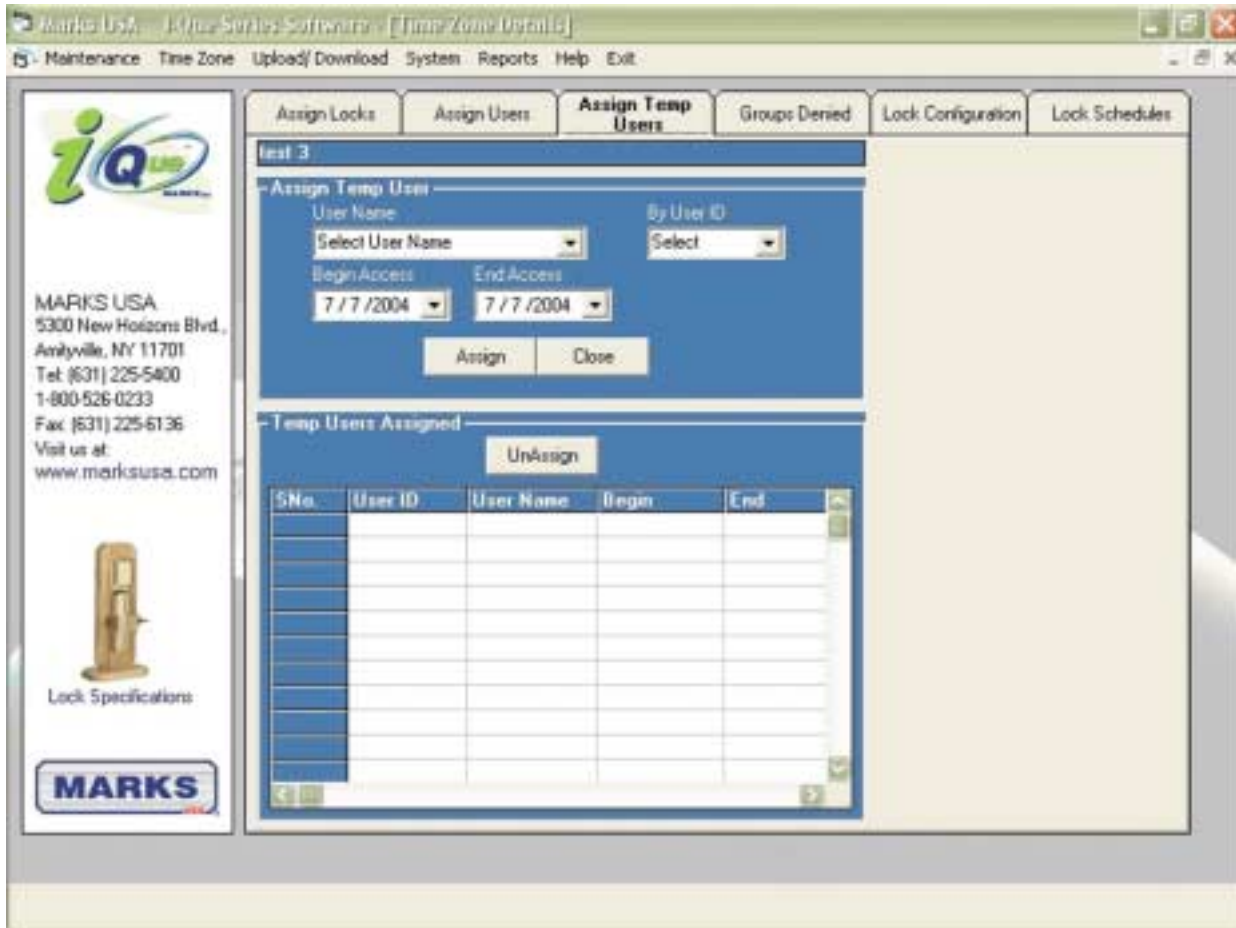 Marks USA - I-Que Series Software - [Time Zone Details]
Maintenance Time Zone Upload/ Download System Reports Help Exit
Assign Locks Assign Users Assign Temp Users Groups Denied Lock Configuration Lock Schedules
iQue
test 3
Assign Temp User
User Name By User ID
Select User Name Select
Begin Access End Access
7 / 7 /2004 7 / 7 /2004
Assign Close
MARKS USA
5300 New Horizons Blvd.,
Amityville, NY 11701
Tel: (631) 225-5400
1-800-526-0233
Fax: (631) 225-6136
Visit us at:
www.marksusa.com
Temp Users Assigned
UnAssign
SNo. User ID User Name Begin End
Lock Specifications
MARKS